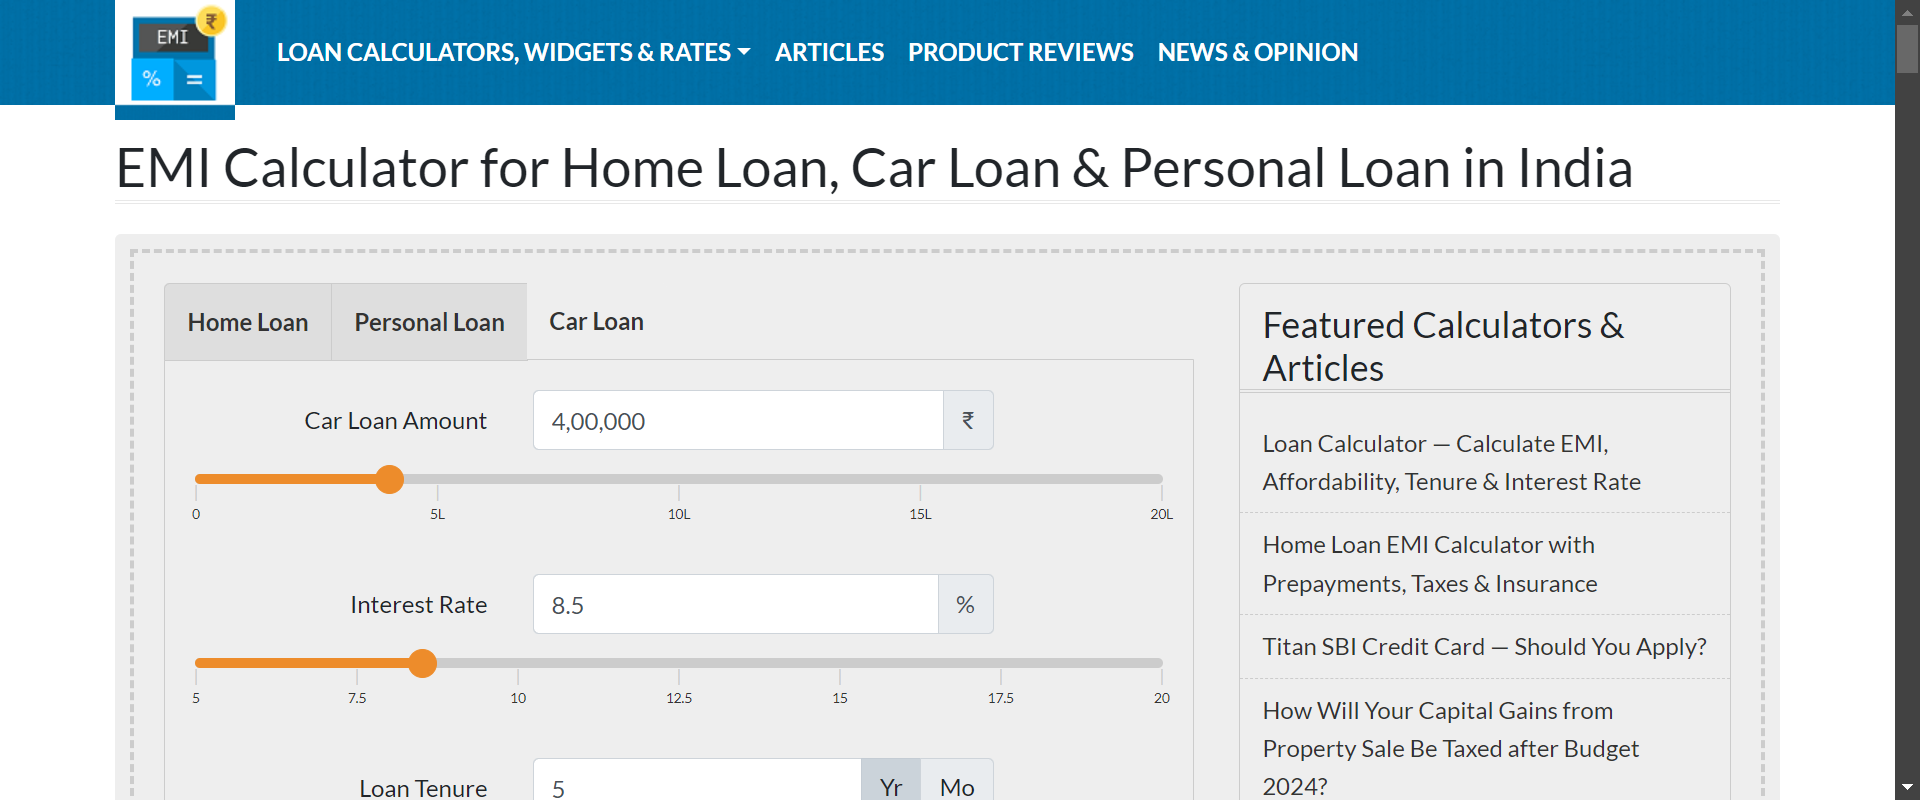 EMI
₹
%
=
LOAN CALCULATORS, WIDGETS & RATES
ARTICLES
PRODUCT REVIEWS
NEWS & OPINION
EMI Calculator for Home Loan, Car Loan & Personal Loan in India
Home Loan
Personal Loan
Car Loan
Car Loan Amount
4,00,000
₹
0
5L
10L
15L
20L
Interest Rate
8.5
%
5
7.5
10
12.5
15
17.5
20
Loan Tenure
5
Yr
Mo
Featured Calculators &
Articles
Loan Calculator — Calculate EMI,
Affordability, Tenure & Interest Rate
Home Loan EMI Calculator with
Prepayments, Taxes & Insurance
Titan SBI Credit Card — Should You Apply?
How Will Your Capital Gains from
Property Sale Be Taxed after Budget
2024?